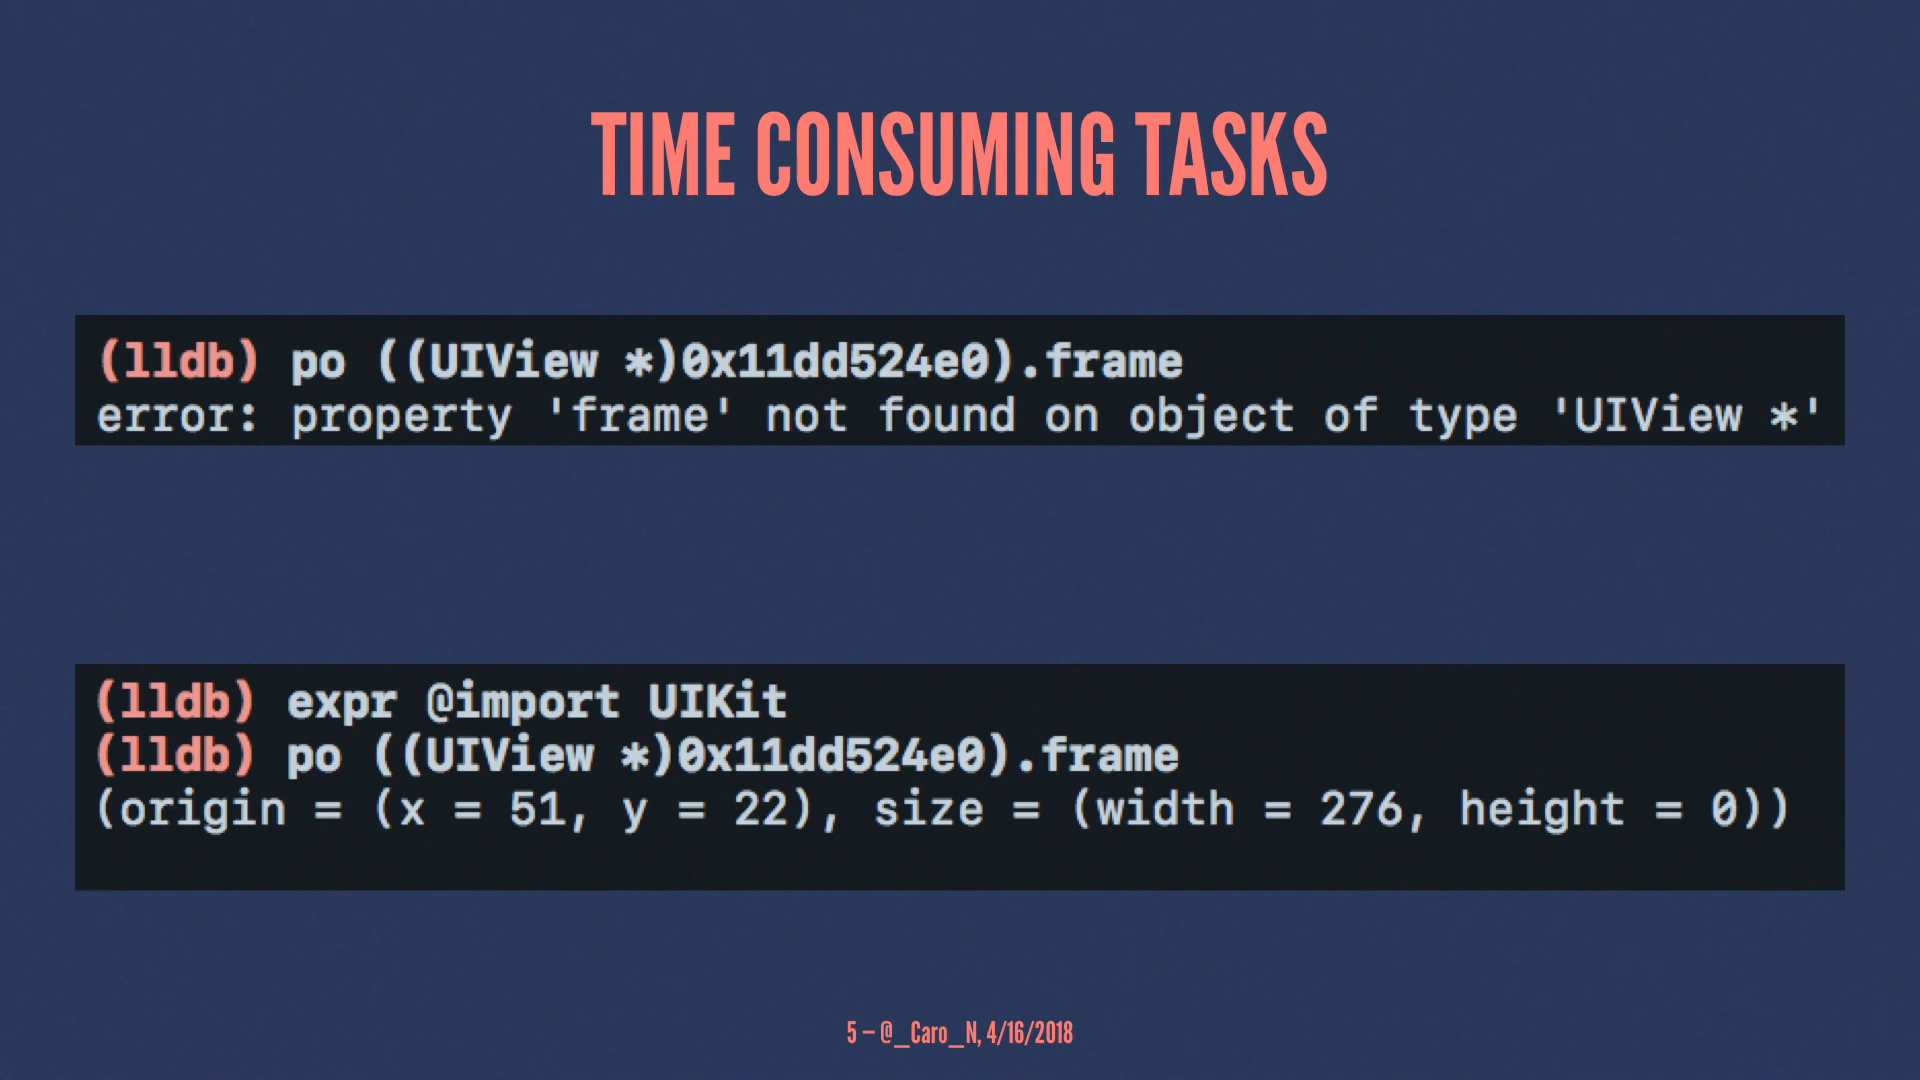 TIME CONSUMING TASKS
(lldb) po ((UIView *)0x11dd524e0).frame
error: property 'frame' not found on object of type 'UIView *'
(lldb) expr @import UIKit
(lldb) po ((UIView *)0x11dd524e0).frame
(origin = (x = 51, y = 22), size = (width = 276, height = 0))
5 – @_Caro_N, 4/16/2018